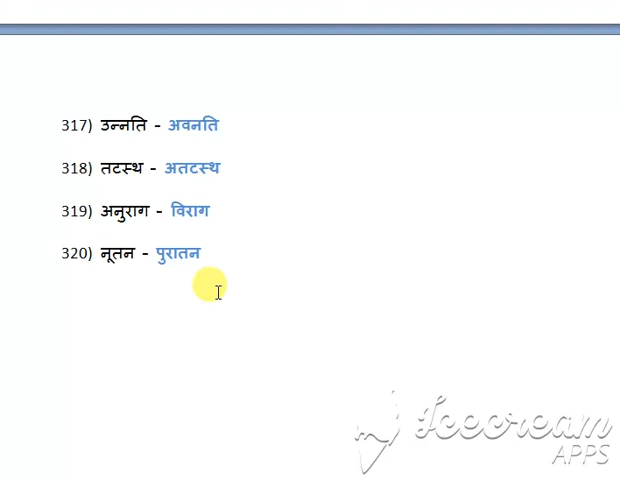 317) उन्नति - अवनति
318) तटस्थ - अतटस्थ
319) अनुराग - विराग
320) नूतन - पुरातन
Icecream
APPS